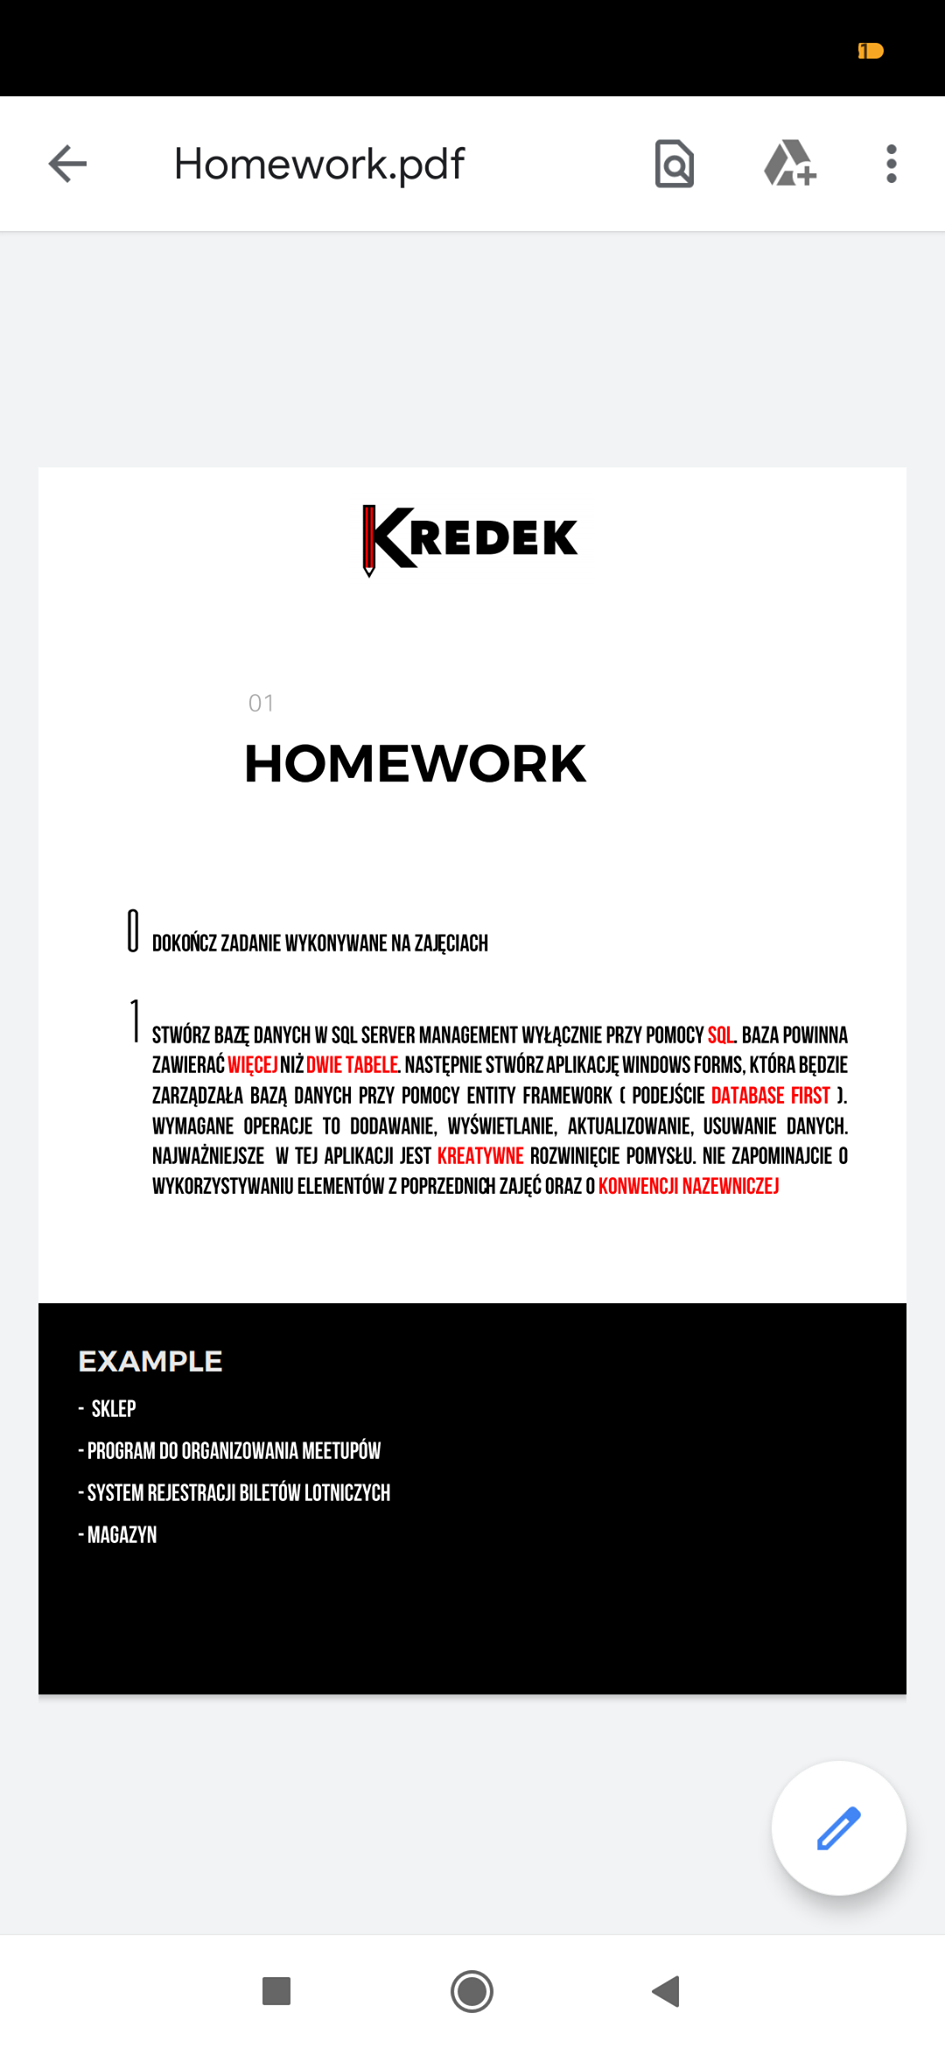 Homework.pdf
KREDEK
01
HOMEWORK
0 DOKOŃCZ ZADANIE WYKONYWANE NA ZAJĘCIACH
1 STWÓRZ BAZĘ DANYCH W SQL SERVER MANAGEMENT WYŁĄCZNIE PRZY POMOCY SQL. BAZA POWINNA
ZAWIERAĆ WIĘCEJ NIŻ DWIE TABELE. NASTĘPNIE STWÓRZ APLIKACJĘ WINDOWS FORMS, KTÓRA BĘDZIE
ZARZĄDZAŁA BAZĄ DANYCH PRZY POMOCY ENTITY FRAMEWORK ( PODEJŚCIE DATABASE FIRST ).
WYMAGANE OPERACJE TO DODAWANIE, WYŚWIETLANIE, AKTUALIZOWANIE, USUWANIE DANYCH.
NAJWAŻNIEJSZE W TEJ APLIKACJI JEST KREATYWNE ROZWINIĘCIE POMYSŁU. NIE ZAPOMINAJCIE O
WYKORZYSTYWANIU ELEMENTÓW Z POPRZEDNICH ZAJĘĆ ORAZ O KONWENCJI NAZEWNICZEJ
EXAMPLE
- SKLEP
- PROGRAM DO ORGANIZOWANIA MEETUPÓW
- SYSTEM REJESTRACJI BILETÓW LOTNICZYCH
- MAGAZYN